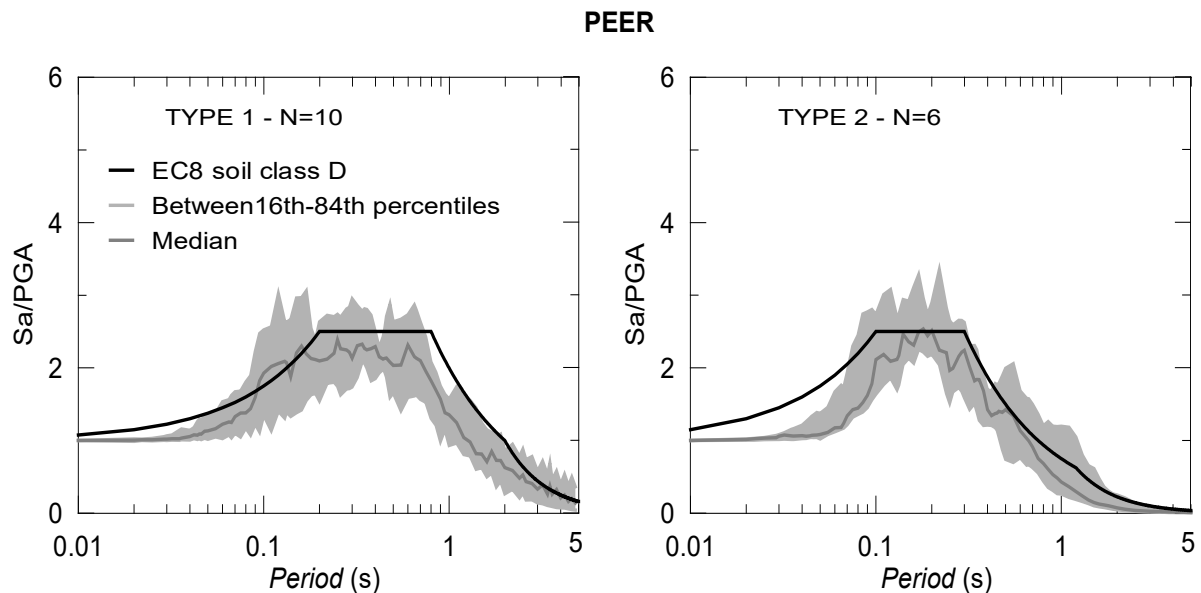 PEER
6
4
2
0
Sa/PGA
TYPE 1 - N=10
EC8 soil class D
Between16th-84th percentiles
Median
0.01
0.1
1
5
Period (s)
6
4
2
0
Sa/PGA
TYPE 2 - N=6
0.01
0.1
1
5
Period (s)